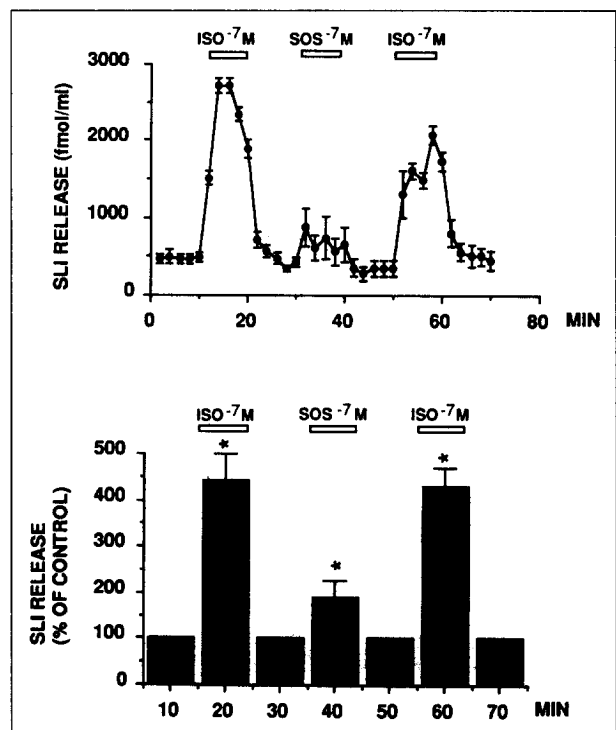 ISO -7M SOS -7M ISO -7M
3000
2000
1000
0
SLI RELEASE (fmol/ml)
0 20 40 60 80 MIN
ISO -7M SOS -7M ISO -7M
* * *
500
400
300
200
100
0
SLI RELEASE
(% OF CONTROL)
10 20 30 40 50 60 70 MIN